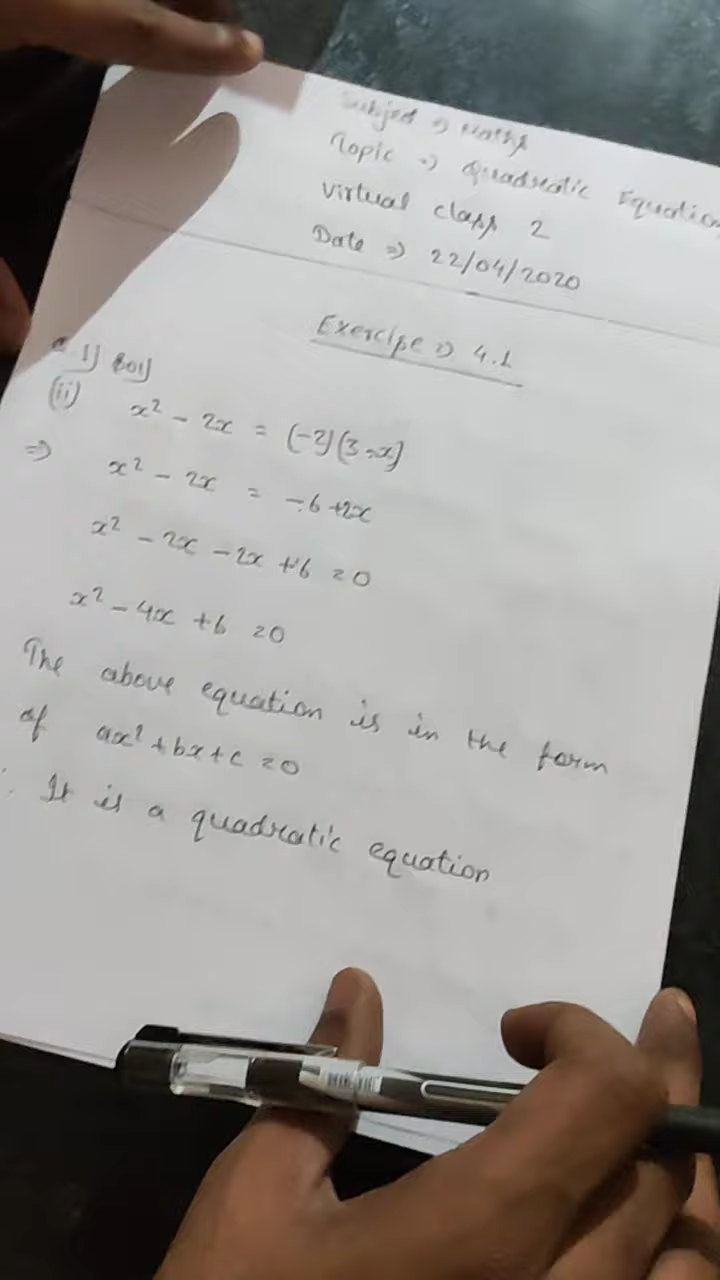 Subject => Maths
Topic => Quadratic Equation
Virtual class 2
Date => 22/04/2020
Exercise => 4.1
1) Sol)
(ii) x² - 2x = (-2)(3-x)
=> x² - 2x = -6+2x
x² - 2x - 2x + 6 = 0
x² - 4x + 6 = 0
The above equation is in the form
of ax² + bx + c = 0
It is a quadratic equation